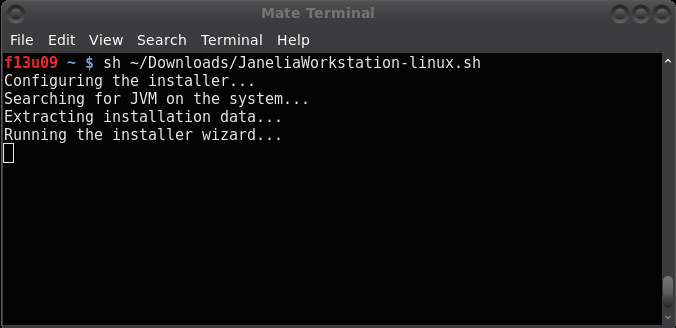 Mate Terminal
File Edit View Search Terminal Help
f13u09 ~ $ sh ~/Downloads/JaneliaWorkstation-linux.sh
Configuring the installer...
Searching for JVM on the system...
Extracting installation data...
Running the installer wizard...